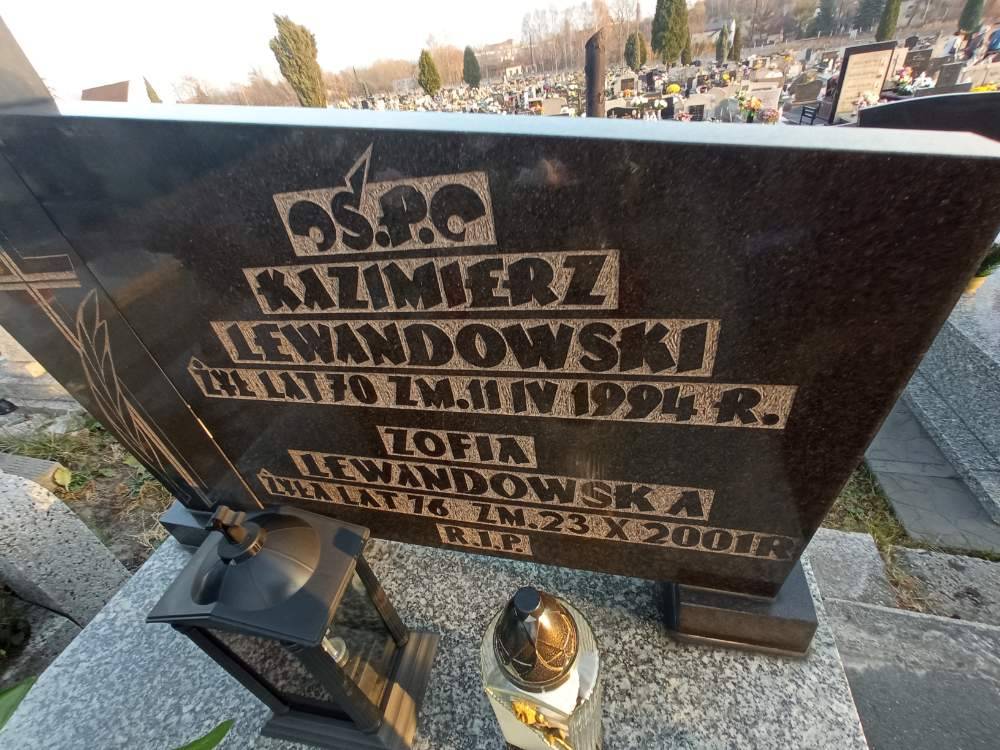 Ś.P.
KAZIMIERZ
LEWANDOWSKI
ŻYŁ LAT 70 ZM. 11 IV 1994 R.
ZOFIA
LEWANDOWSKA
ŻYŁA LAT 76 ZM. 23 X 2001 R
R.I.P.